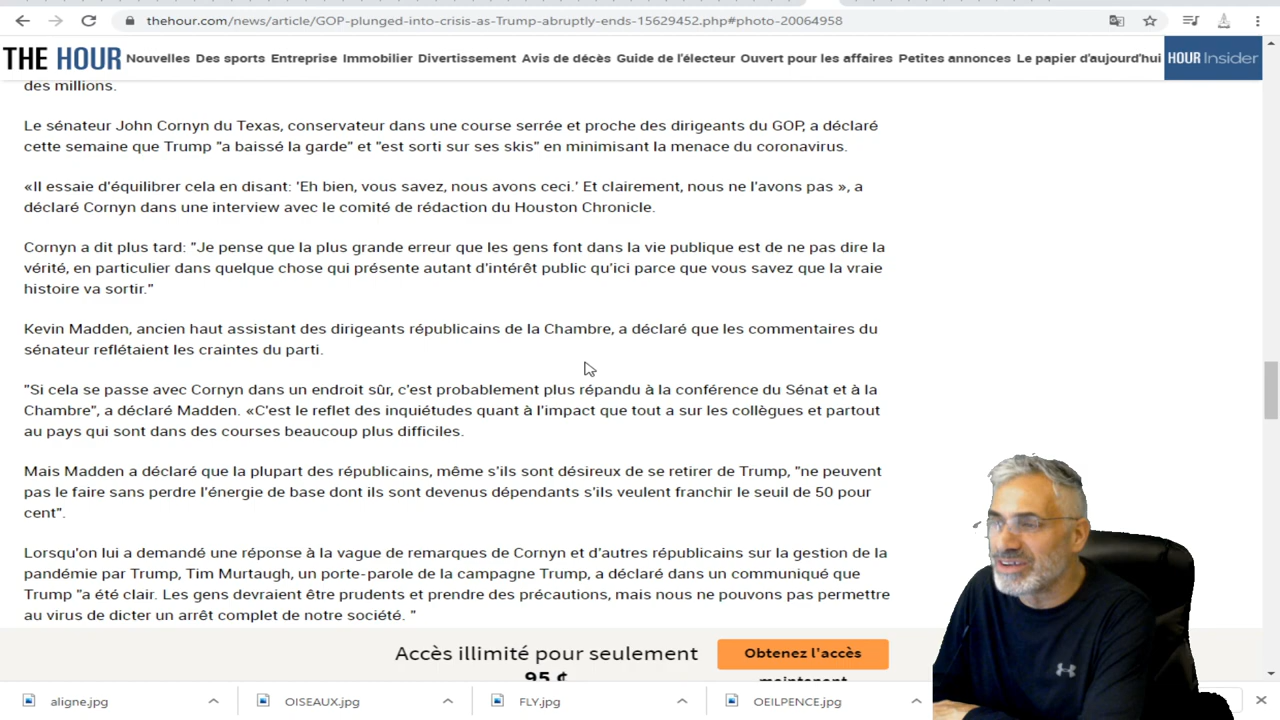 thehour.com/news/article/GOP-plunged-into-crisis-as-Trump-abruptly-ends-15629452.php#photo-20064958
THE HOUR Nouvelles Des sports Entreprise Immobilier Divertissement Avis de décès Guide de l'électeur Ouvert pour les affaires Petites annonces Le papier d'aujourd'hui HOUR Insider
des millions.
Le sénateur John Cornyn du Texas, conservateur dans une course serrée et proche des dirigeants du GOP, a déclaré
cette semaine que Trump "a baissé la garde" et "est sorti sur ses skis" en minimisant la menace du coronavirus.
«Il essaie d'équilibrer cela en disant: 'Eh bien, vous savez, nous avons ceci.' Et clairement, nous ne l'avons pas », a
déclaré Cornyn dans une interview avec le comité de rédaction du Houston Chronicle.
Cornyn a dit plus tard: "Je pense que la plus grande erreur que les gens font dans la vie publique est de ne pas dire la
vérité, en particulier dans quelque chose qui présente autant d'intérêt public qu'ici parce que vous savez que la vraie
histoire va sortir."
Kevin Madden, ancien haut assistant des dirigeants républicains de la Chambre, a déclaré que les commentaires du
sénateur reflétaient les craintes du parti.
"Si cela se passe avec Cornyn dans un endroit sûr, c'est probablement plus répandu à la conférence du Sénat et à la
Chambre", a déclaré Madden. «C'est le reflet des inquiétudes quant à l'impact que tout a sur les collègues et partout
au pays qui sont dans des courses beaucoup plus difficiles.
Mais Madden a déclaré que la plupart des républicains, même s'ils sont désireux de se retirer de Trump, "ne peuvent
pas le faire sans perdre l'énergie de base dont ils sont devenus dépendants s'ils veulent franchir le seuil de 50 pour
cent".
Lorsqu'on lui a demandé une réponse à la vague de remarques de Cornyn et d'autres républicains sur la gestion de la
pandémie par Trump, Tim Murtaugh, un porte-parole de la campagne Trump, a déclaré dans un communiqué que
Trump "a été clair. Les gens devraient être prudents et prendre des précautions, mais nous ne pouvons pas permettre
au virus de dicter un arrêt complet de notre société. "
Accès illimité pour seulement
95 ¢
Obtenez l'accès
maintenant
aligne.jpg OISEAUX.jpg FLY.jpg OEILPENCE.jpg